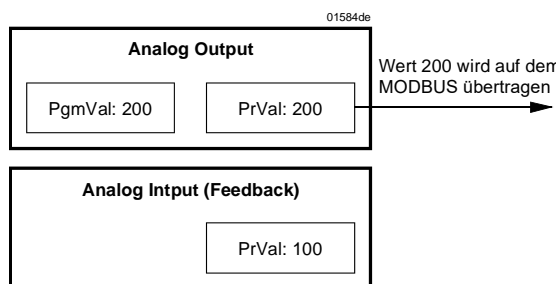 01584de
Analog Output
PgmVal: 200
PrVal: 200
Wert 200 wird auf dem
MODBUS übertragen
Analog Intput (Feedback)
PrVal: 100